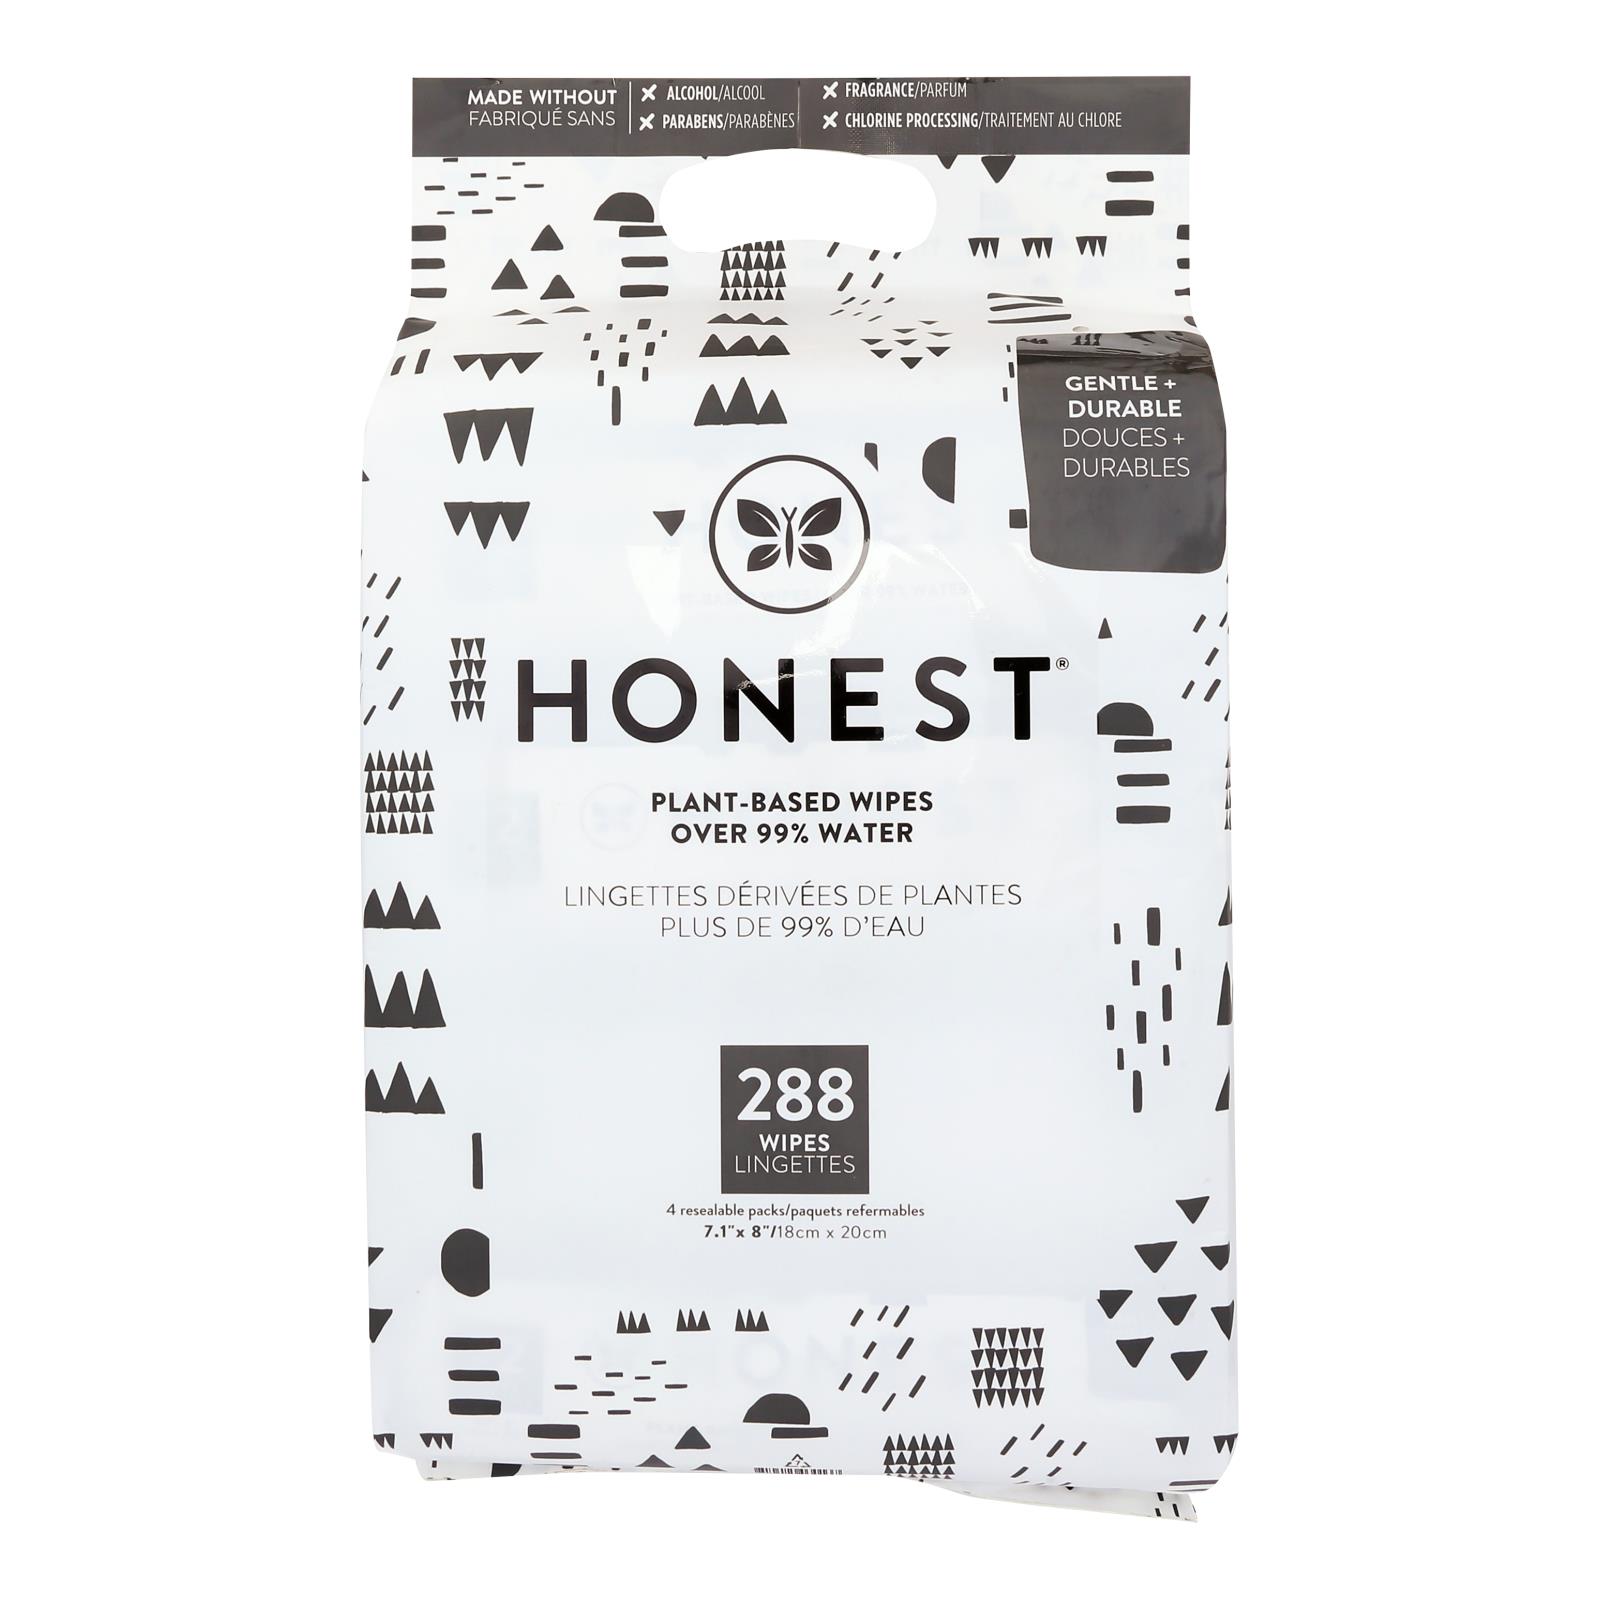 MADE WITHOUT
FABRIQUÉ SANS
✗ ALCOHOL/ALCOOL
✗ PARABENS/PARABÈNES
✗ FRAGRANCE/PARFUM
✗ CHLORINE PROCESSING/TRAITEMENT AU CHLORE
GENTLE +
DURABLE
DOUCES +
DURABLES
HONEST®
PLANT-BASED WIPES
OVER 99% WATER
LINGETTES DÉRIVÉES DE PLANTES
PLUS DE 99% D'EAU
288
WIPES
LINGETTES
4 resealable packs/paquets refermables
7.1"x 8"/18cm x 20cm